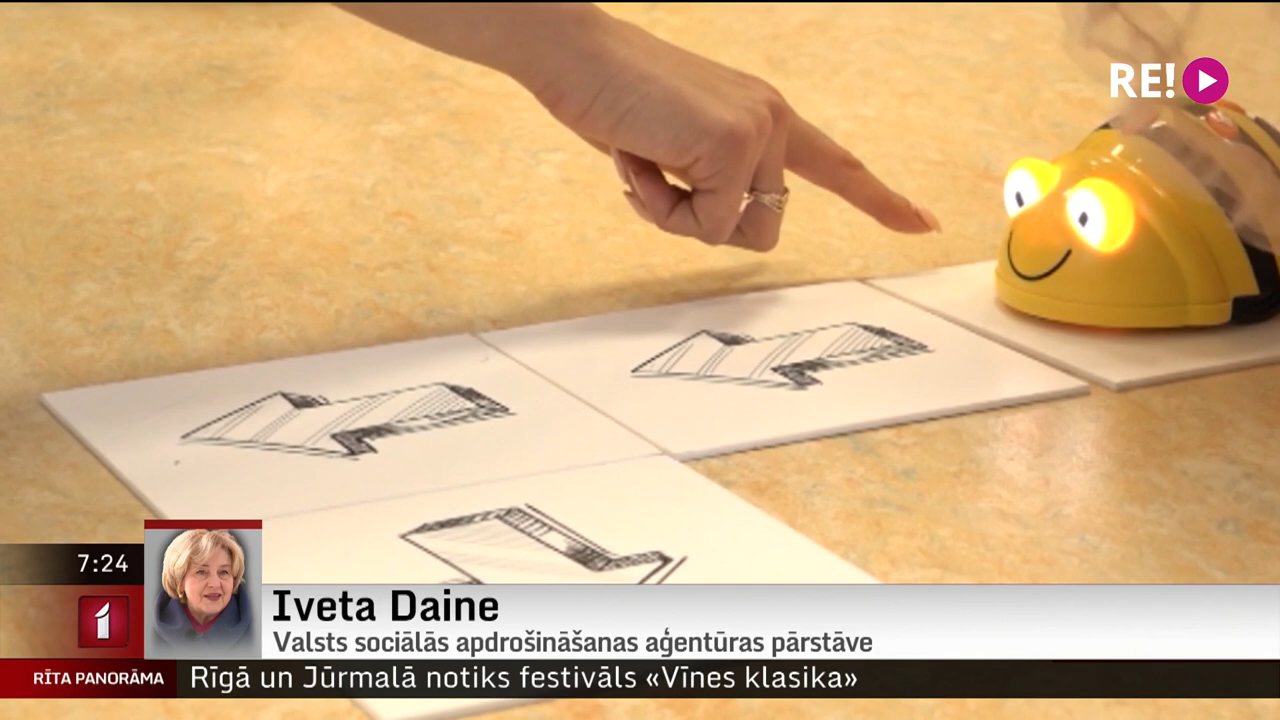 RE!
7:24
1
Iveta Daine
Valsts sociālās apdrošināšanas aģentūras pārstāve
RĪTA PANORĀMA
Rīgā un Jūrmalā notiks festivāls «Vīnes klasika»